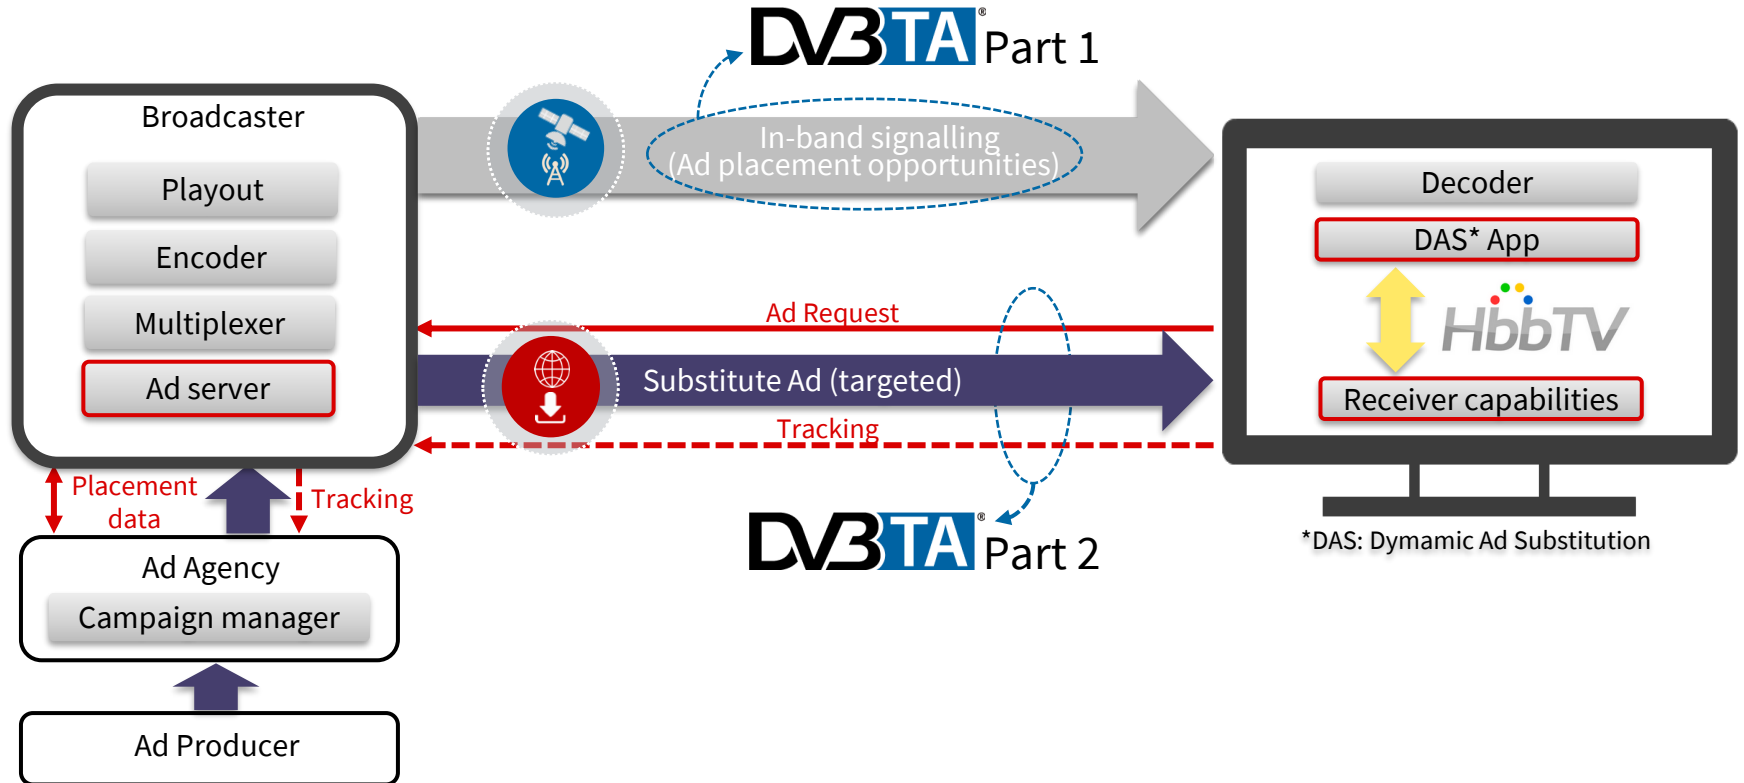 DVB TA® Part 1
Broadcaster
Playout
Encoder
Multiplexer
Ad server
In-band signalling
(Ad placement opportunities)
Ad Request
Substitute Ad (targeted)
Tracking
Decoder
DAS* App
HbbTV
Receiver capabilities
Placement
data
Tracking
DVB TA® Part 2
*DAS: Dymamic Ad Substitution
Ad Agency
Campaign manager
Ad Producer